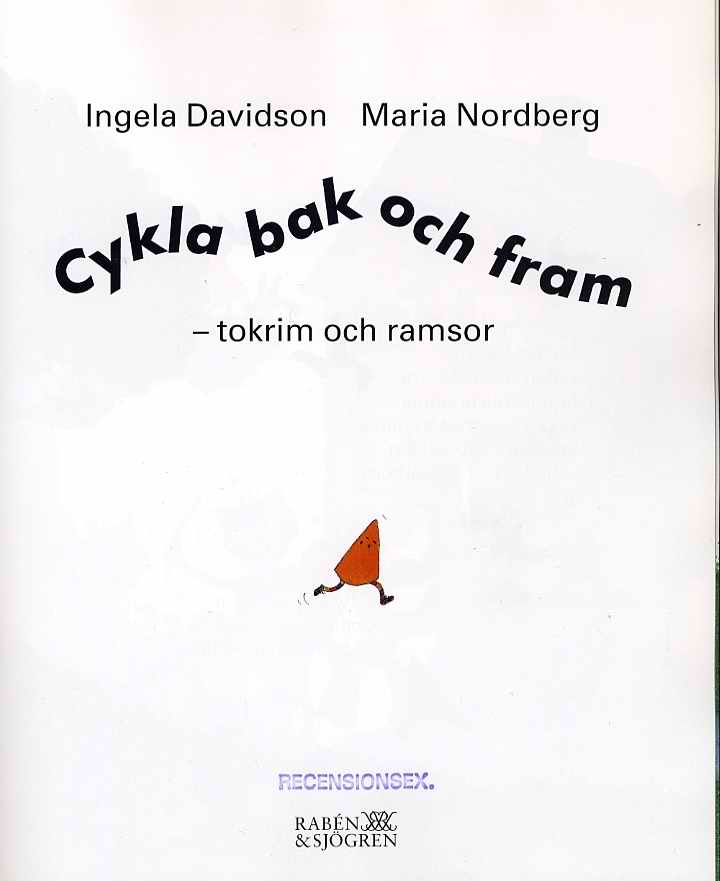 Ingela Davidson Maria Nordberg
Cykla bak och fram
– tokrim och ramsor
RECENSIONSEX.
RABÉN
& SJÖGREN